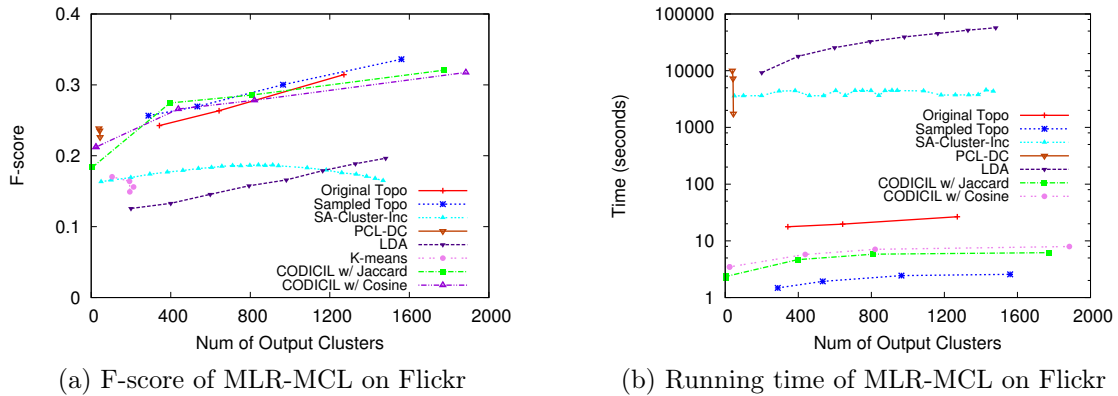 0.4
0.3
0.2
0.1
0
F-score
0 400 800 1200 1600 2000
Num of Output Clusters
Original Topo
Sampled Topo
SA-Cluster-Inc
PCL-DC
LDA
K-means
CODICIL w/ Jaccard
CODICIL w/ Cosine
(a) F-score of MLR-MCL on Flickr
100000
10000
1000
100
10
1
Time (seconds)
0 400 800 1200 1600 2000
Num of Output Clusters
Original Topo
Sampled Topo
SA-Cluster-Inc
PCL-DC
LDA
CODICIL w/ Jaccard
CODICIL w/ Cosine
(b) Running time of MLR-MCL on Flickr